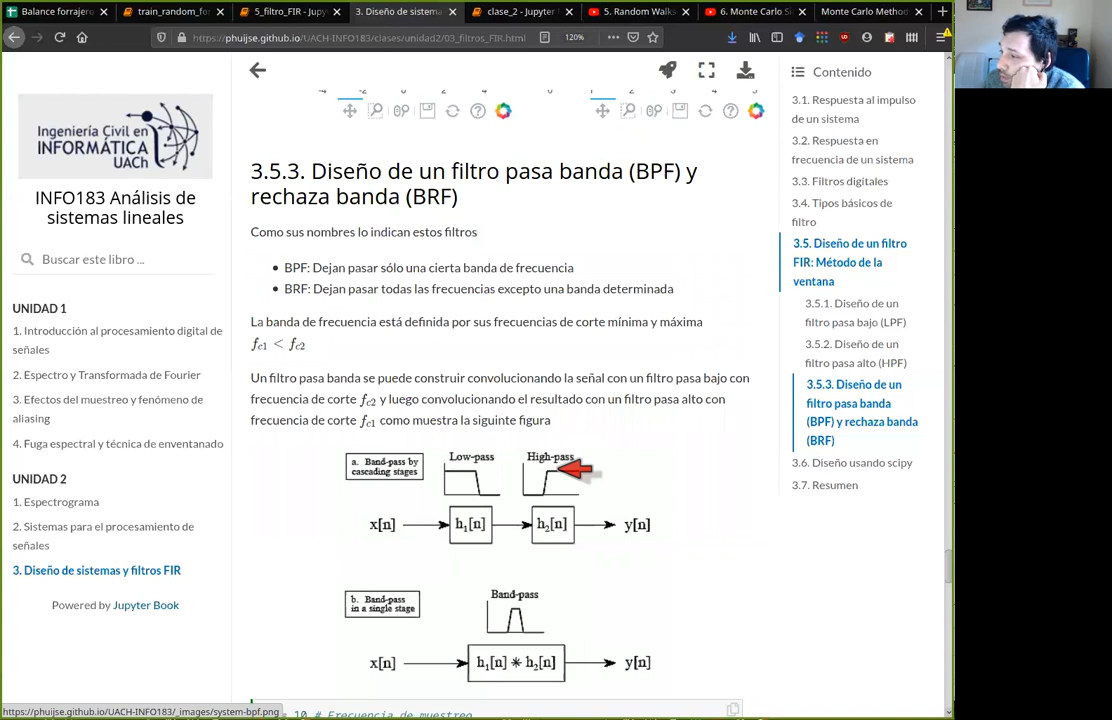 Balance forrajero
train_random_for
5_filtro_FIR - Jupy
3. Diseño de sistema
clase_2 - Jupyter
5. Random Walks
6. Monte Carlo Si
Monte Carlo Method
https://phuijse.github.io/UACH-INFO183/clases/unidad2/03_filtros_FIR.html
120%
Ingeniería Civil en
INFORMÁTICA
UACh
INFO183 Análisis de
sistemas lineales
Buscar este libro ...
UNIDAD 1
1. Introducción al procesamiento digital de
señales
2. Espectro y Transformada de Fourier
3. Efectos del muestreo y fenómeno de
aliasing
4. Fuga espectral y técnica de enventanado
UNIDAD 2
1. Espectrograma
2. Sistemas para el procesamiento de
señales
3. Diseño de sistemas y filtros FIR
Powered by Jupyter Book
3.5.3. Diseño de un filtro pasa banda (BPF) y
rechaza banda (BRF)
Como sus nombres lo indican estos filtros
• BPF: Dejan pasar sólo una cierta banda de frecuencia
• BRF: Dejan pasar todas las frecuencias excepto una banda determinada
La banda de frecuencia está definida por sus frecuencias de corte mínima y máxima
fc1 < fc2
Un filtro pasa banda se puede construir convolucionando la señal con un filtro pasa bajo con
frecuencia de corte fc2 y luego convolucionando el resultado con un filtro pasa alto con
frecuencia de corte fc1 como muestra la siguinte figura
a. Band-pass by
cascading stages
Low-pass
High-pass
x[n]
h1[n]
h2[n]
y[n]
b. Band-pass
in a single stage
Band-pass
x[n]
h1[n] * h2[n]
y[n]
= 10 # Frecuencia de muestreo
Contenido
3.1. Respuesta al impulso
de un sistema
3.2. Respuesta en
frecuencia de un sistema
3.3. Filtros digitales
3.4. Tipos básicos de
filtro
3.5. Diseño de un filtro
FIR: Método de la
ventana
3.5.1. Diseño de un
filtro pasa bajo (LPF)
3.5.2. Diseño de un
filtro pasa alto (HPF)
3.5.3. Diseño de un
filtro pasa banda
(BPF) y rechaza banda
(BRF)
3.6. Diseño usando scipy
3.7. Resumen
https://phuijse.github.io/UACH-INFO183/_images/system-bpf.png